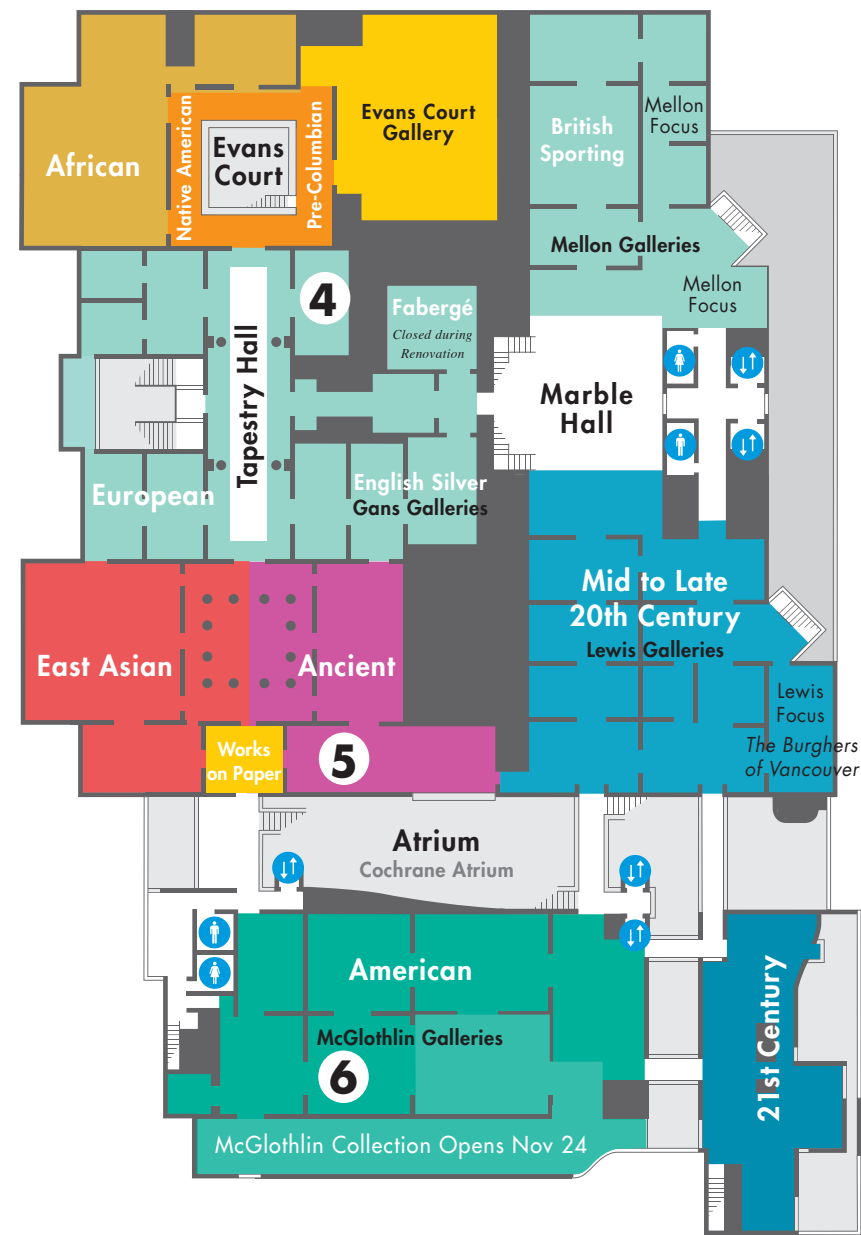 African
Native American
Evans
Court
Pre-Columbian
Evans Court
Gallery
British
Sporting
Mellon
Focus
Mellon Galleries
Mellon
Focus
4
Fabergé
Closed during
Renovation
Tapestry Hall
Marble
Hall
European
English Silver
Gans Galleries
Mid to Late
20th Century
Lewis Galleries
East Asian
Ancient
Lewis
Focus
The Burghers
of Vancouver
Works
on Paper
5
Atrium
Cochrane Atrium
American
McGlothlin Galleries
6
21st Century
McGlothlin Collection Opens Nov 24